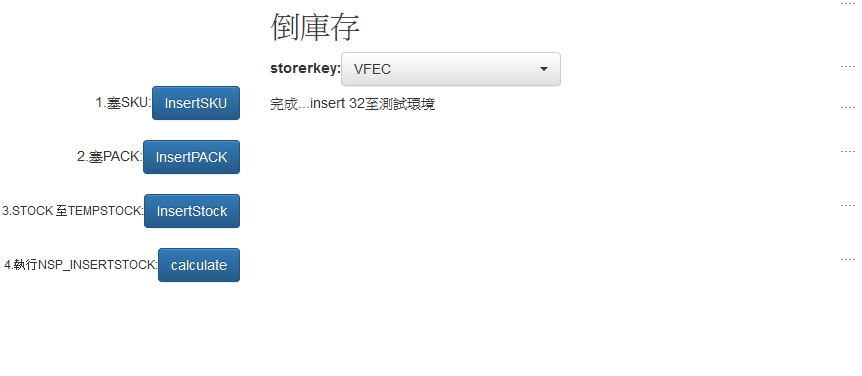 倒庫存
storerkey: VFEC
1.塞SKU: InsertSKU
完成...insert 32至測試環境
2.塞PACK: InsertPACK
3.STOCK 至TEMPSTOCK: InsertStock
4.執行NSP_INSERTSTOCK: calculate